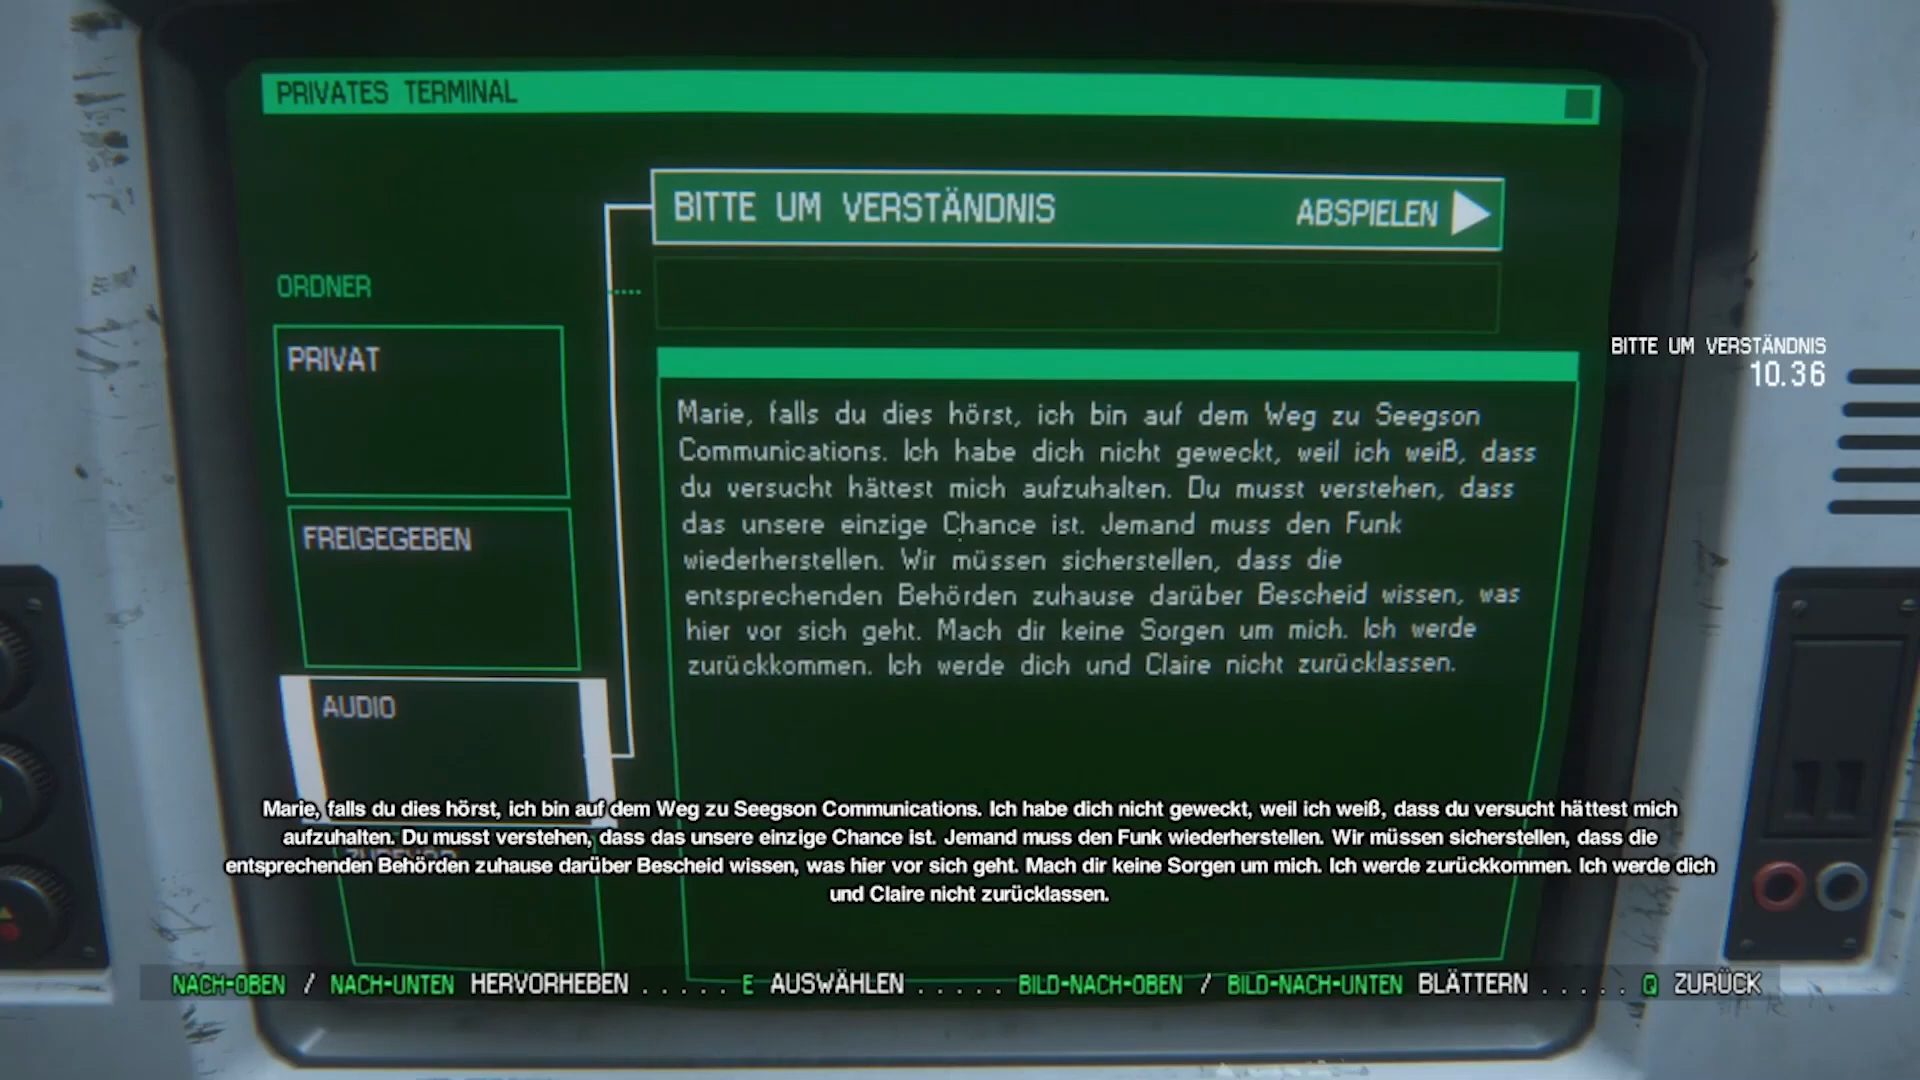 PRIVATES TERMINAL
BITTE UM VERSTÄNDNIS ABSPIELEN
ORDNER
PRIVAT
FREIGEGEBEN
AUDIO
BITTE UM VERSTÄNDNIS
10.36
Marie, falls du dies hörst, ich bin auf dem Weg zu Seegson
Communications. Ich habe dich nicht geweckt, weil ich weiß, dass
du versucht hättest mich aufzuhalten. Du musst verstehen, dass
das unsere einzige Chance ist. Jemand muss den Funk
wiederherstellen. Wir müssen sicherstellen, dass die
entsprechenden Behörden zuhause darüber Bescheid wissen, was
hier vor sich geht. Mach dir keine Sorgen um mich. Ich werde
zurückkommen. Ich werde dich und Claire nicht zurücklassen.
Marie, falls du dies hörst, ich bin auf dem Weg zu Seegson Communications. Ich habe dich nicht geweckt, weil ich weiß, dass du versucht hättest mich
aufzuhalten. Du musst verstehen, dass das unsere einzige Chance ist. Jemand muss den Funk wiederherstellen. Wir müssen sicherstellen, dass die
entsprechenden Behörden zuhause darüber Bescheid wissen, was hier vor sich geht. Mach dir keine Sorgen um mich. Ich werde zurückkommen. Ich werde dich
und Claire nicht zurücklassen.
NACH-OBEN / NACH-UNTEN HERVORHEBEN ..... E AUSWÄHLEN ..... BILD-NACH-OBEN / BILD-NACH-UNTEN BLÄTTERN ..... Q ZURÜCK